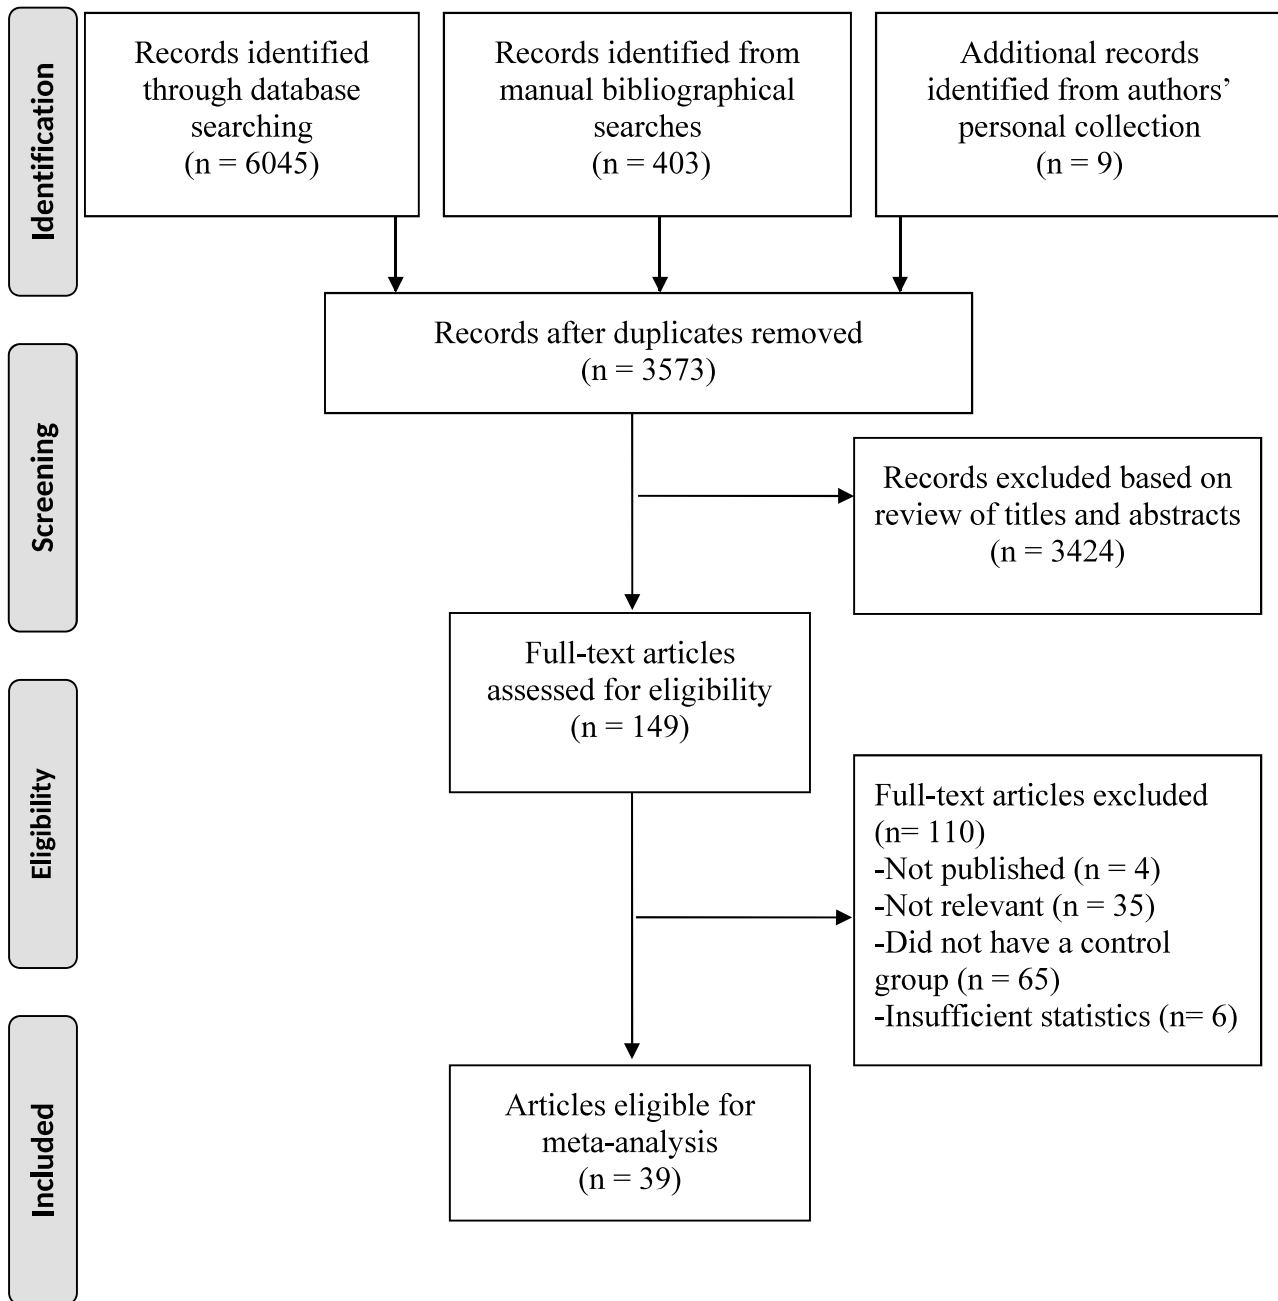 Identification
Records identified
through database
searching
(n = 6045)
Records identified from
manual bibliographical
searches
(n = 403)
Additional records
identified from authors’
personal collection
(n = 9)
Records after duplicates removed
(n = 3573)
Screening
Records excluded based on
review of titles and abstracts
(n = 3424)
Full-text articles
assessed for eligibility
(n = 149)
Eligibility
Full-text articles excluded
(n= 110)
-Not published (n = 4)
-Not relevant (n = 35)
-Did not have a control
group (n = 65)
-Insufficient statistics (n= 6)
Included
Articles eligible for
meta-analysis
(n = 39)